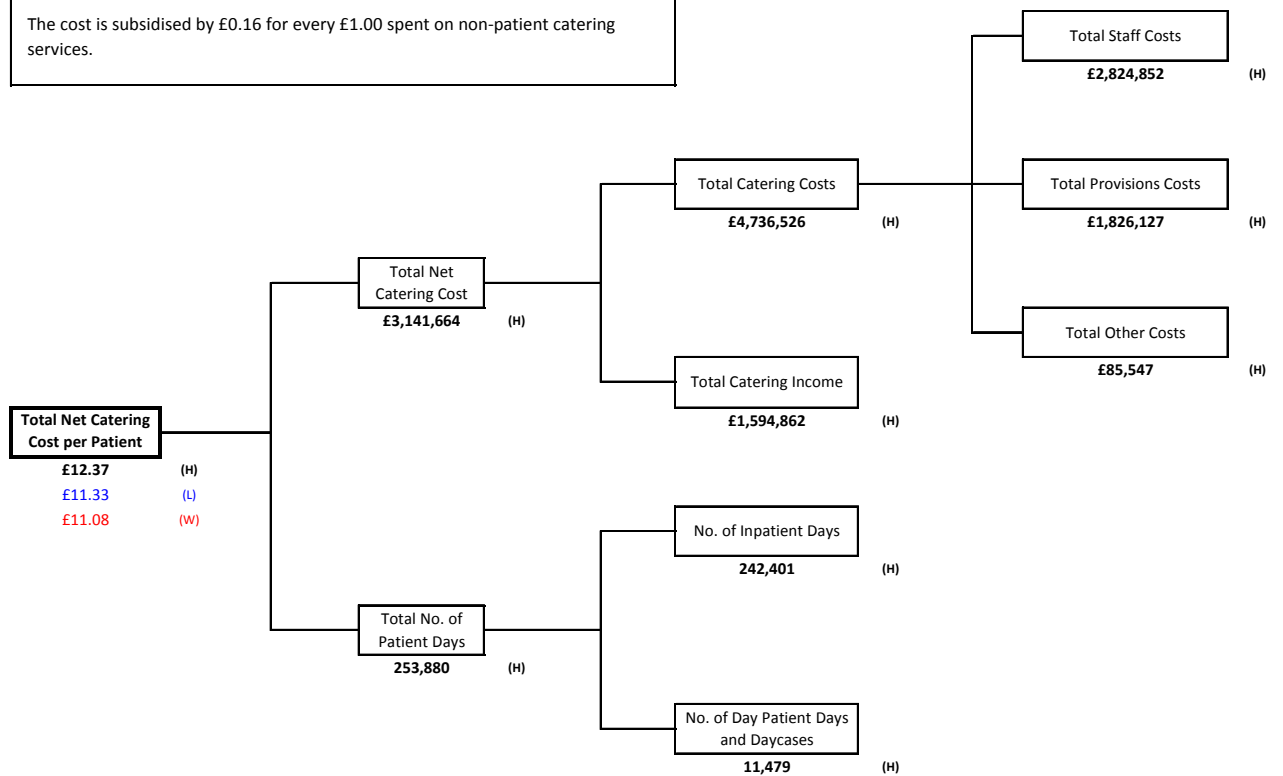 The cost is subsidised by £0.16 for every £1.00 spent on non-patient catering
services.
Total Staff Costs
£2,824,852 (H)
Total Catering Costs
£4,736,526 (H)
Total Provisions Costs
£1,826,127 (H)
Total Net
Catering Cost
£3,141,664 (H)
Total Other Costs
£85,547 (H)
Total Catering Income
£1,594,862 (H)
Total Net Catering
Cost per Patient
£12.37 (H)
£11.33 (L)
£11.08 (W)
No. of Inpatient Days
242,401 (H)
Total No. of
Patient Days
253,880 (H)
No. of Day Patient Days
and Daycases
11,479 (H)